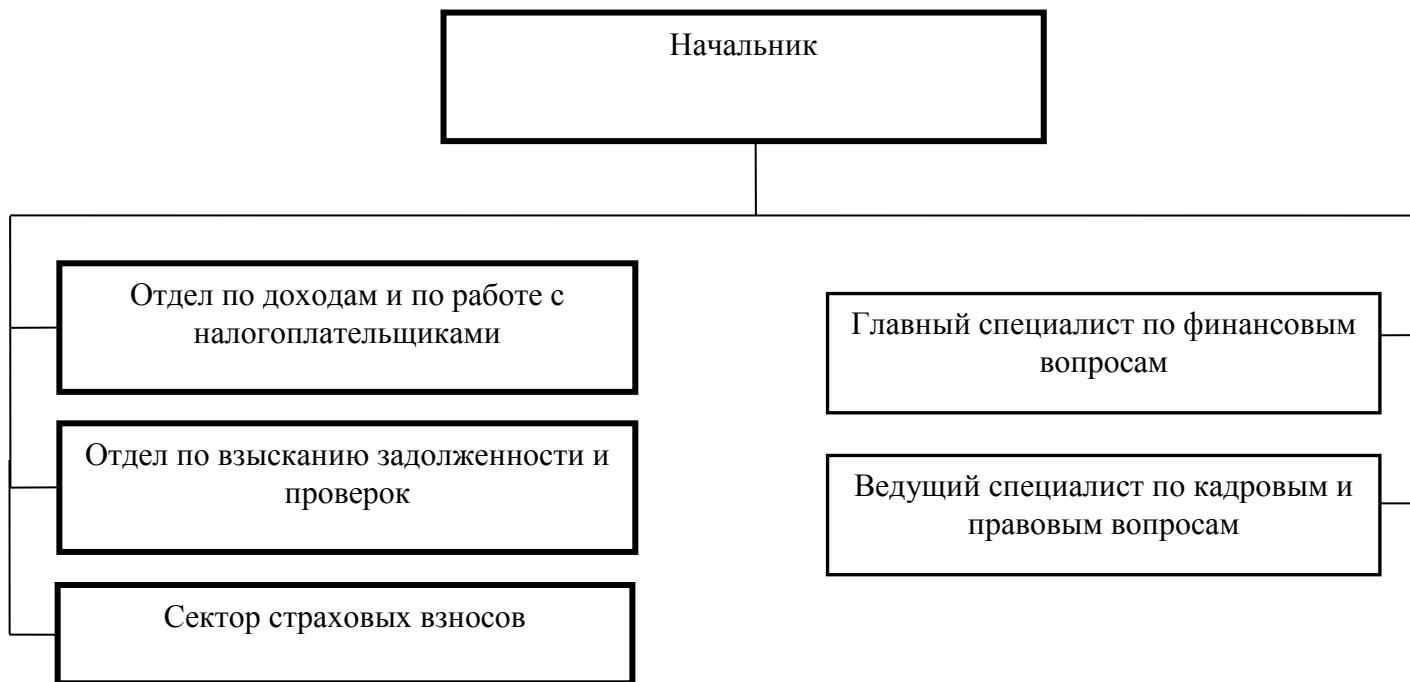 Начальник
Отдел по доходам и по работе с
налогоплательщиками
Отдел по взысканию задолженности и
проверок
Сектор страховых взносов
Главный специалист по финансовым
вопросам
Ведущий специалист по кадровым и
правовым вопросам